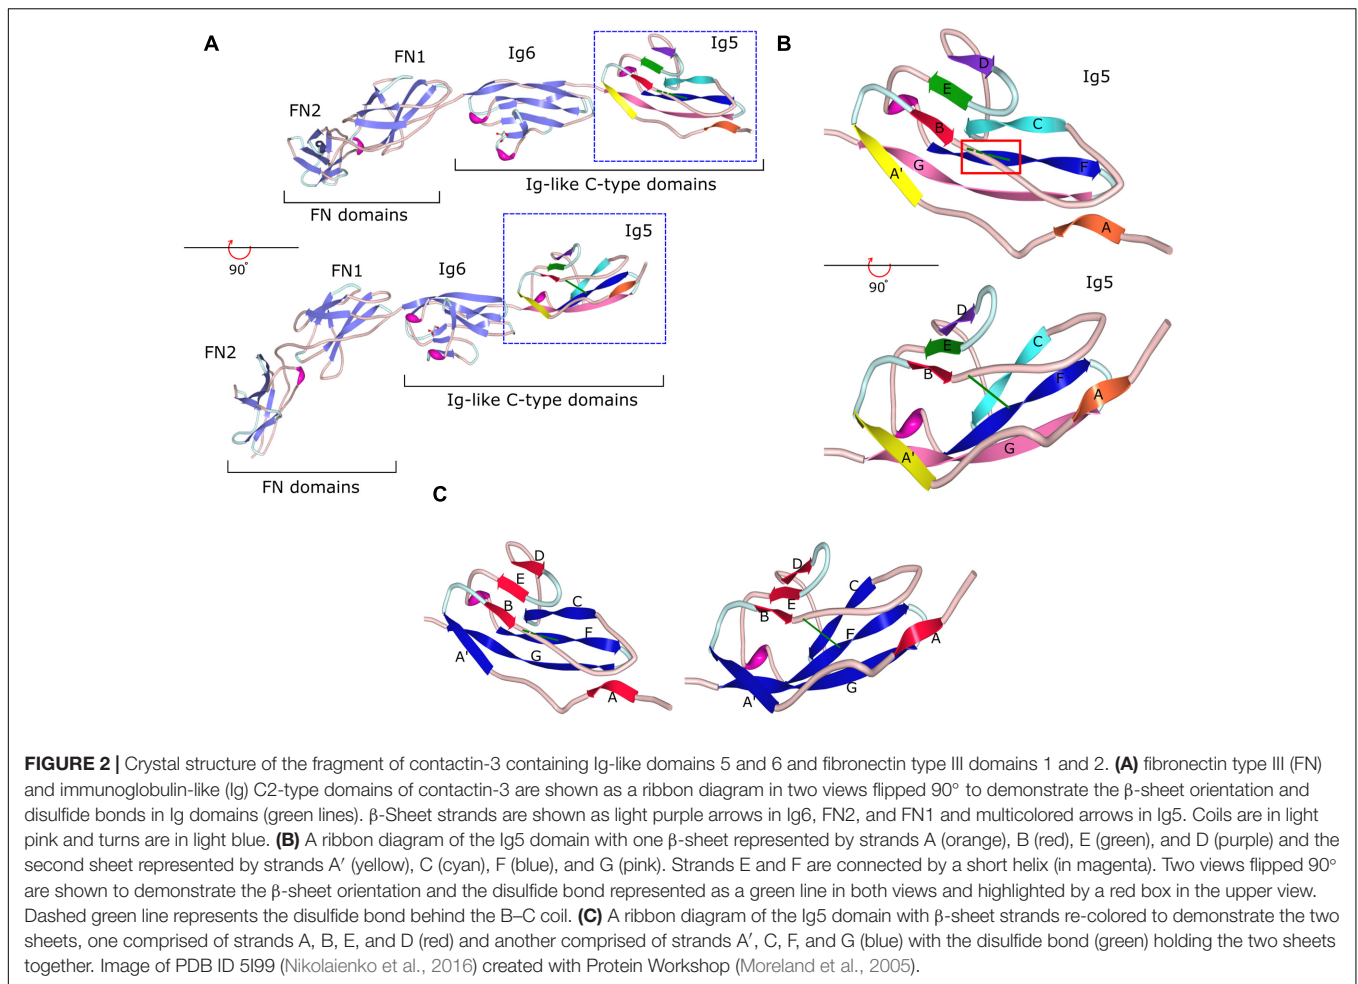 A
FN1
Ig6
Ig5
FN2
Ig-like C-type domains
FN domains
90°
Ig5
FN1
Ig6
FN2
Ig-like C-type domains
FN domains
B
Ig5
D
E
B
C
G
F
A'
A
90°
Ig5
D
C
E
B
F
A
G
A'
C
D
E
B
C
F
A'
G
A
D
C
E
B
F
A
G
A'
FIGURE 2 | Crystal structure of the fragment of contactin-3 containing Ig-like domains 5 and 6 and fibronectin type III domains 1 and 2. (A) fibronectin type III (FN)
and immunoglobulin-like (Ig) C2-type domains of contactin-3 are shown as a ribbon diagram in two views flipped 90° to demonstrate the β-sheet orientation and
disulfide bonds in Ig domains (green lines). β-Sheet strands are shown as light purple arrows in Ig6, FN2, and FN1 and multicolored arrows in Ig5. Coils are in light
pink and turns are in light blue. (B) A ribbon diagram of the Ig5 domain with one β-sheet represented by strands A (orange), B (red), E (green), and D (purple) and the
second sheet represented by strands A′ (yellow), C (cyan), F (blue), and G (pink). Strands E and F are connected by a short helix (in magenta). Two views flipped 90°
are shown to demonstrate the β-sheet orientation and the disulfide bond represented as a green line in both views and highlighted by a red box in the upper view.
Dashed green line represents the disulfide bond behind the B–C coil. (C) A ribbon diagram of the Ig5 domain with β-sheet strands re-colored to demonstrate the two
sheets, one comprised of strands A, B, E, and D (red) and another comprised of strands A′, C, F, and G (blue) with the disulfide bond (green) holding the two sheets
together. Image of PDB ID 5I99 (Nikolaienko et al., 2016) created with Protein Workshop (Moreland et al., 2005).